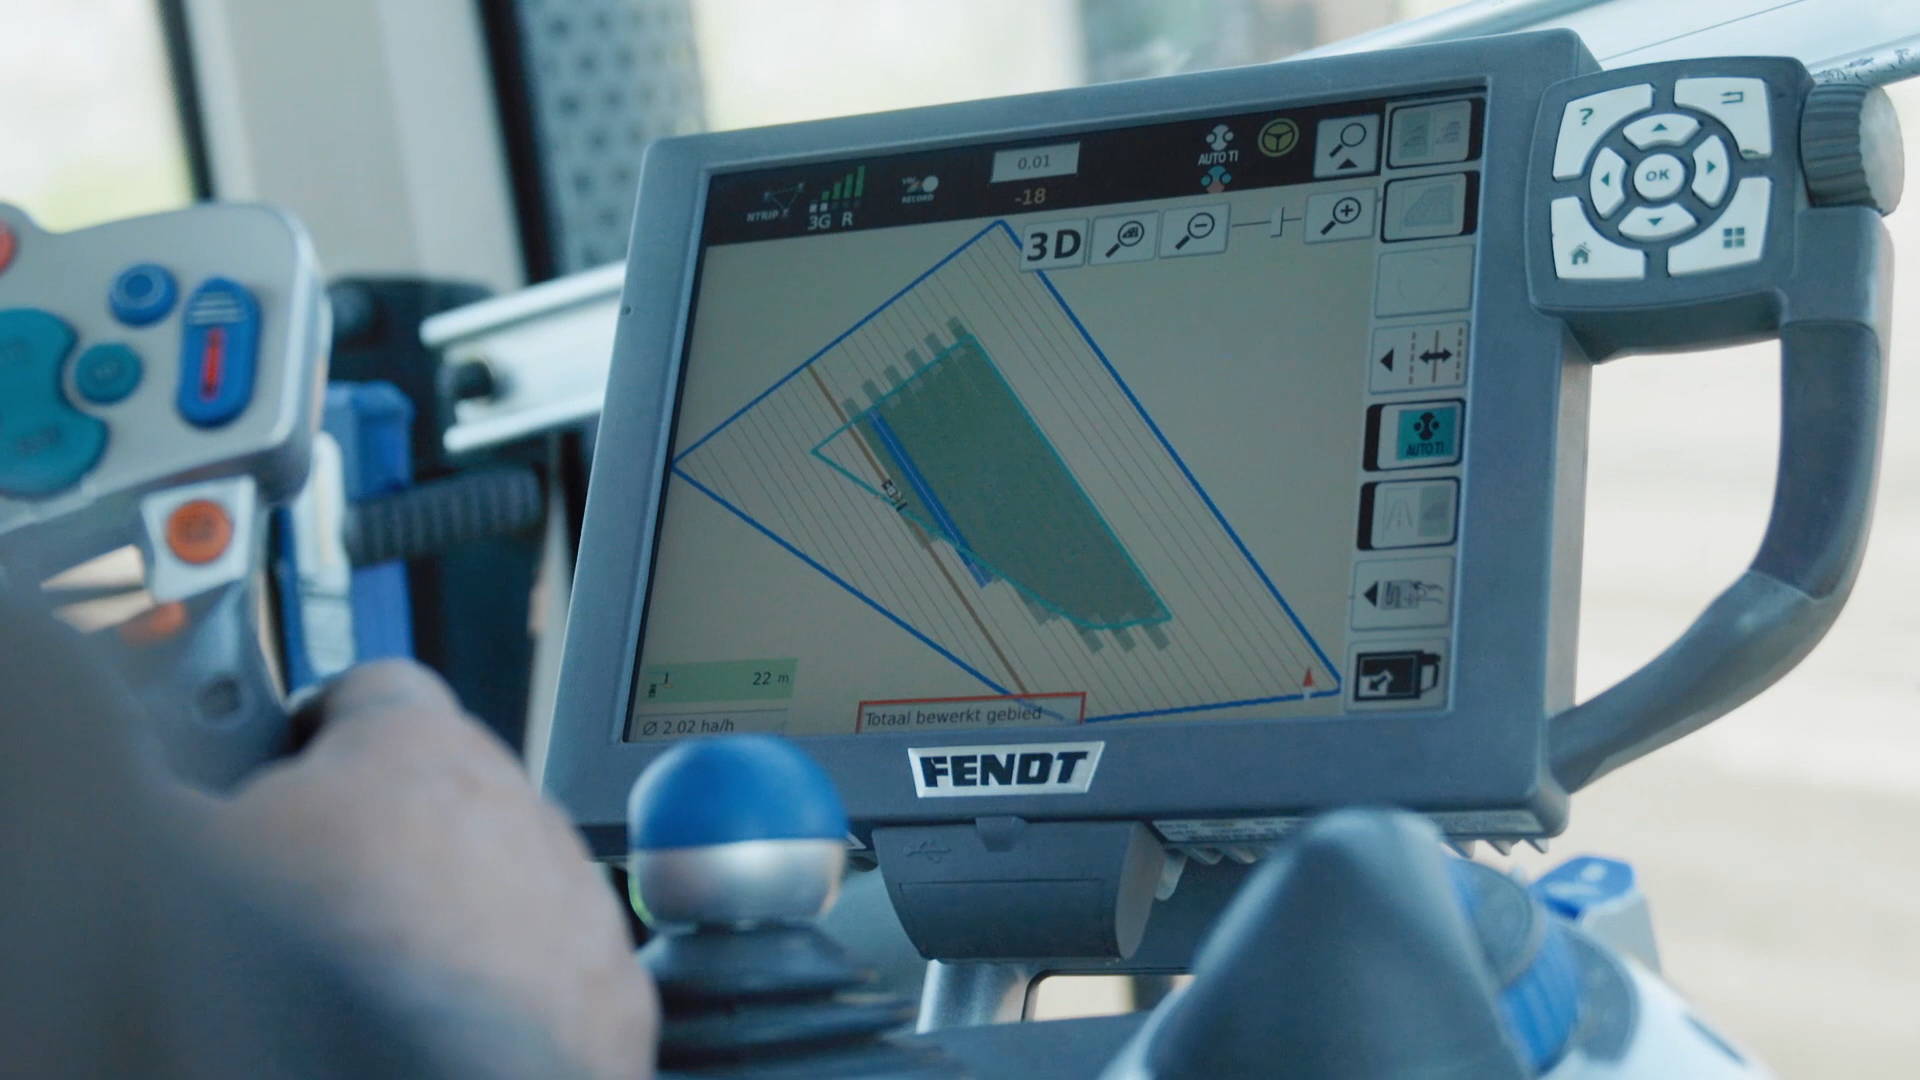 NTRIP
3G R
RECORD
0,01
-18
AUTO TI
3D
AUTO TI
1
22 m
Ø 2.02 ha/h
Totaal bewerkt gebied
FENDT
?
OK